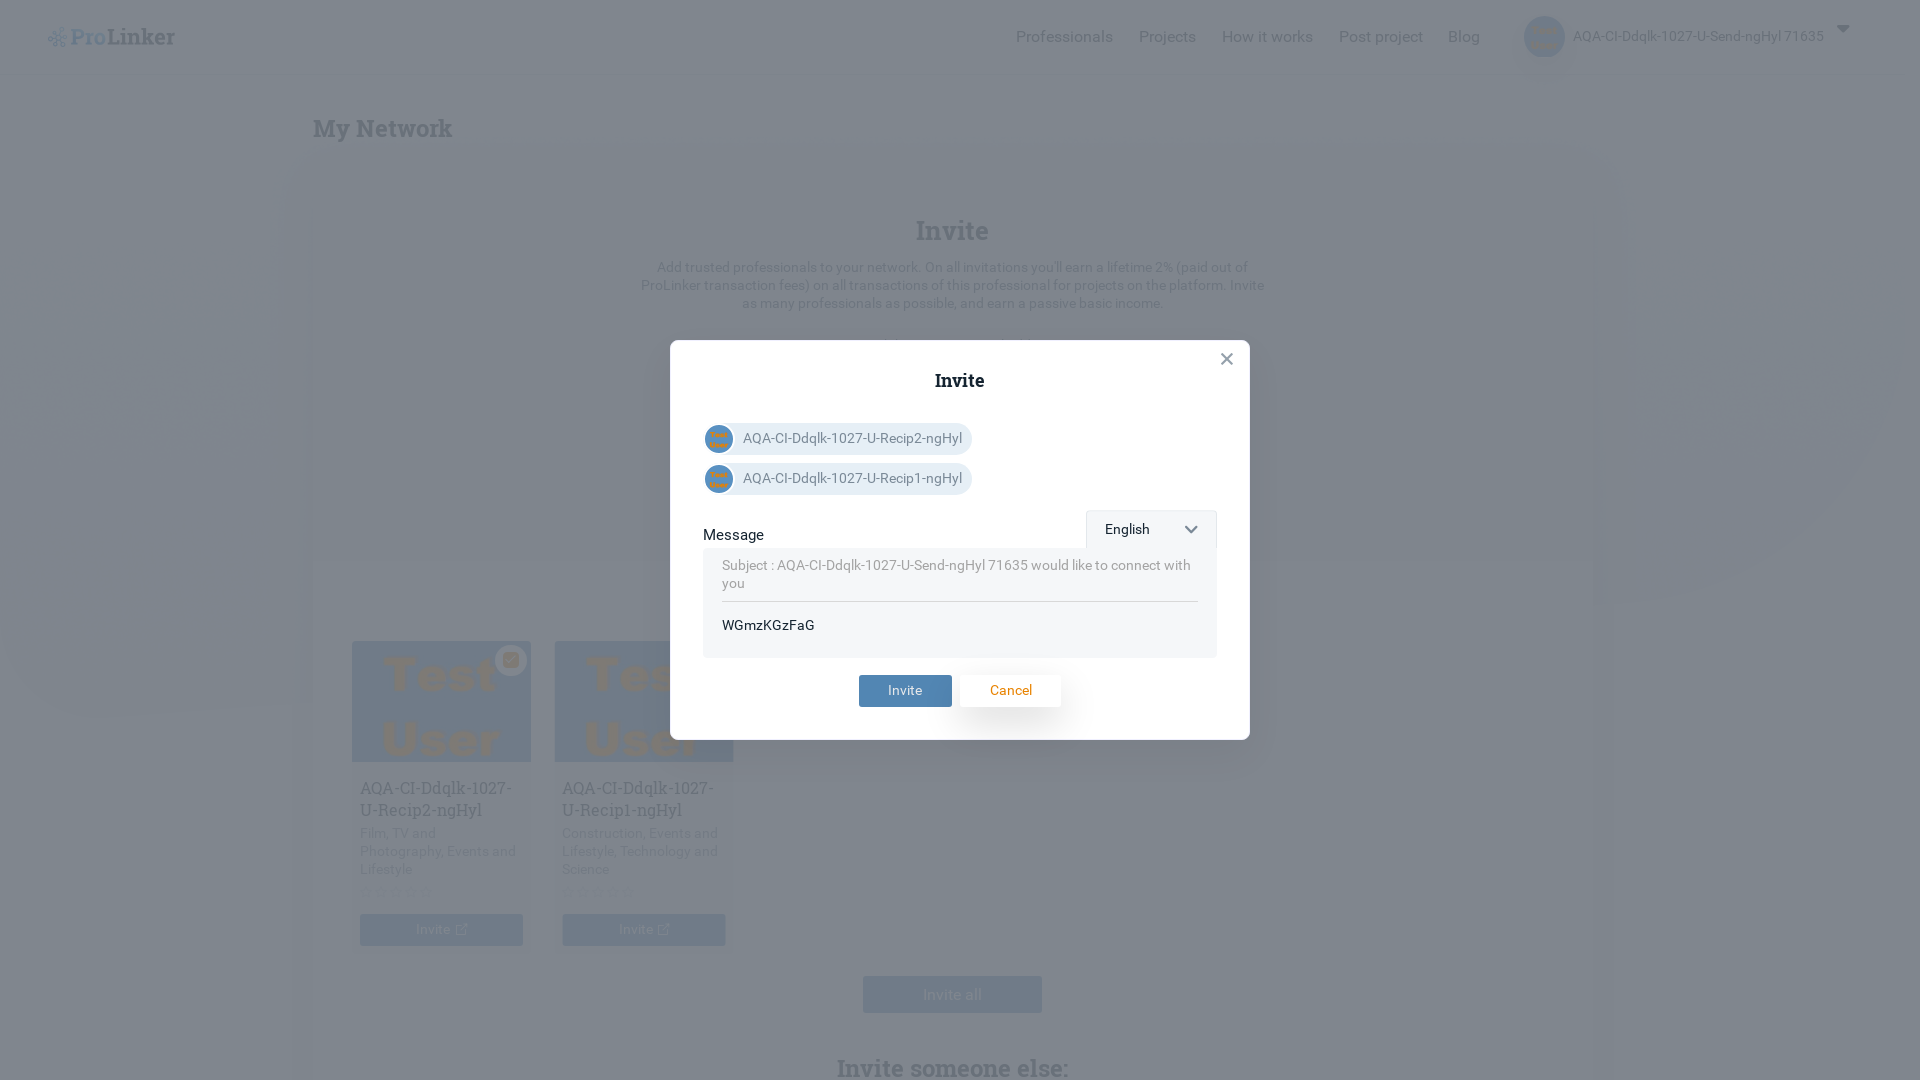 ProLinker
Professionals
Projects
How it works
Post project
Blog
AQA-CI-Ddqlk-1027-U-Send-ngHyl 71635
My Network
Invite
Add trusted professionals to your network. On all invitations you'll earn a lifetime 2% (paid out of
ProLinker transaction fees) on all transactions of this professional for projects on the platform. Invite
as many professionals as possible, and earn a passive basic income.
Invite
Test
User
AQA-CI-Ddqlk-1027-U-Recip2-ngHyl
Test
User
AQA-CI-Ddqlk-1027-U-Recip1-ngHyl
Message
English
Subject : AQA-CI-Ddqlk-1027-U-Send-ngHyl 71635 would like to connect with
you
WGmzKGzFaG
Invite
Cancel
Test
User
AQA-CI-Ddqlk-1027-
U-Recip2-ngHyl
Film, TV and
Photography, Events and
Lifestyle
Invite
Test
User
AQA-CI-Ddqlk-1027-
U-Recip1-ngHyl
Construction, Events and
Lifestyle, Technology and
Science
Invite
Invite all
Invite someone else: